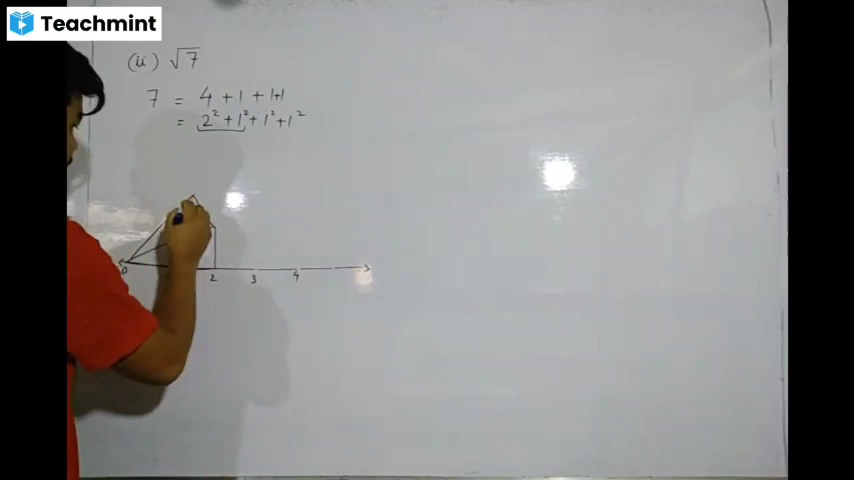 Teachmint
(ii) √7
7 = 4 + 1 + 1+1
= 2² + 1² + 1² + 1²
0 2 3 4